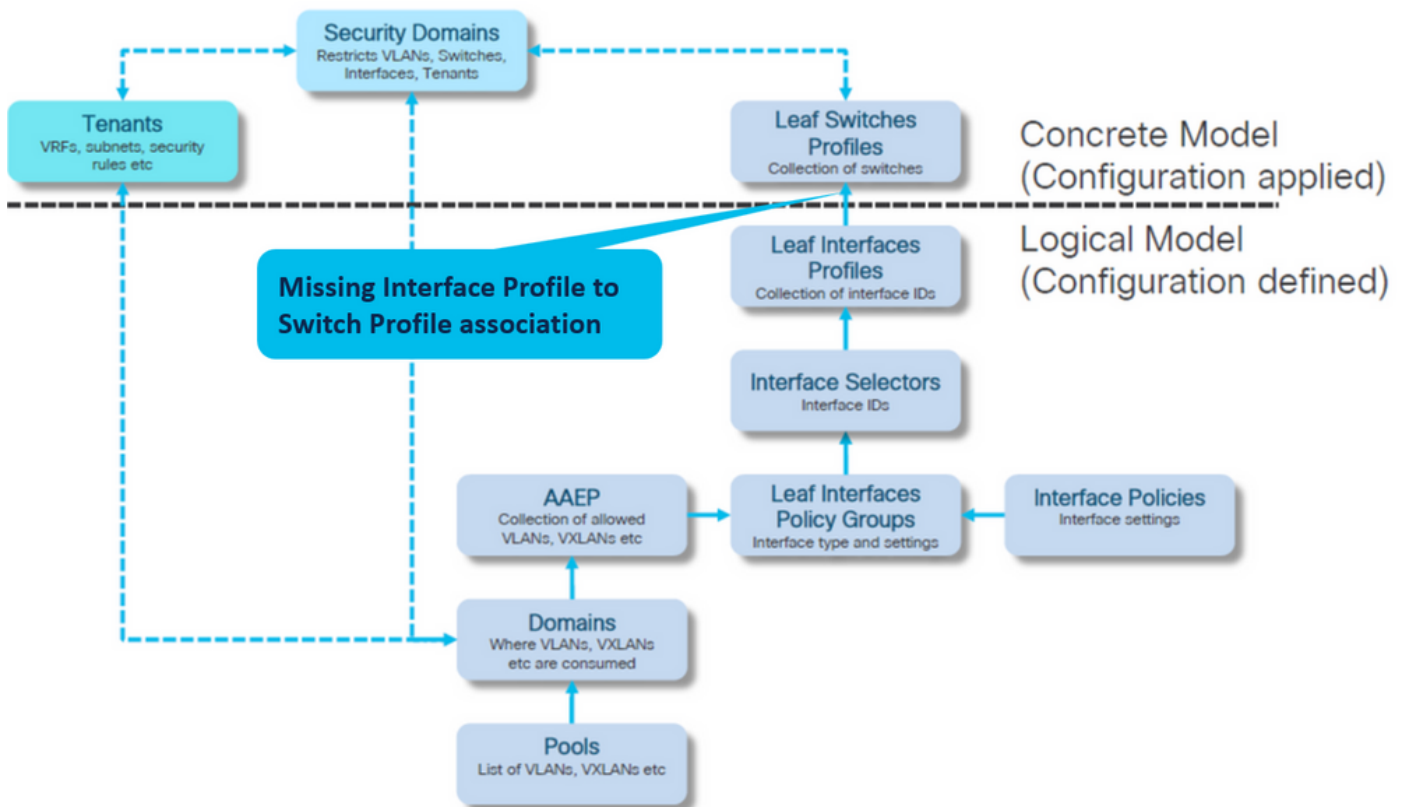 Security Domains
Restricts VLANs, Switches,
Interfaces, Tenants
Tenants
VRFs, subnets, security
rules etc
Leaf Switches
Profiles
Collection of switches
Concrete Model
(Configuration applied)
Logical Model
(Configuration defined)
Leaf Interfaces
Profiles
Collection of interface IDs
Missing Interface Profile to
Switch Profile association
Interface Selectors
Interface IDs
AAEP
Collection of allowed
VLANs, VXLANs etc
Leaf Interfaces
Policy Groups
Interface type and settings
Interface Policies
Interface settings
Domains
Where VLANs, VXLANs
etc are consumed
Pools
List of VLANs, VXLANs etc